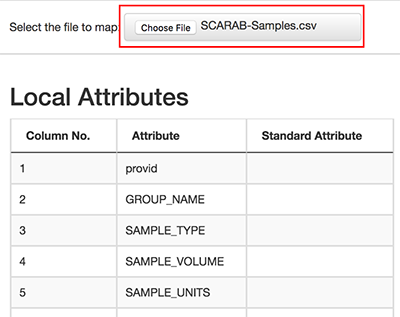 Select the file to map: Choose File SCARAB-Samples.csv
Local Attributes
Column No. Attribute Standard Attribute
1 provid
2 GROUP_NAME
3 SAMPLE_TYPE
4 SAMPLE_VOLUME
5 SAMPLE_UNITS